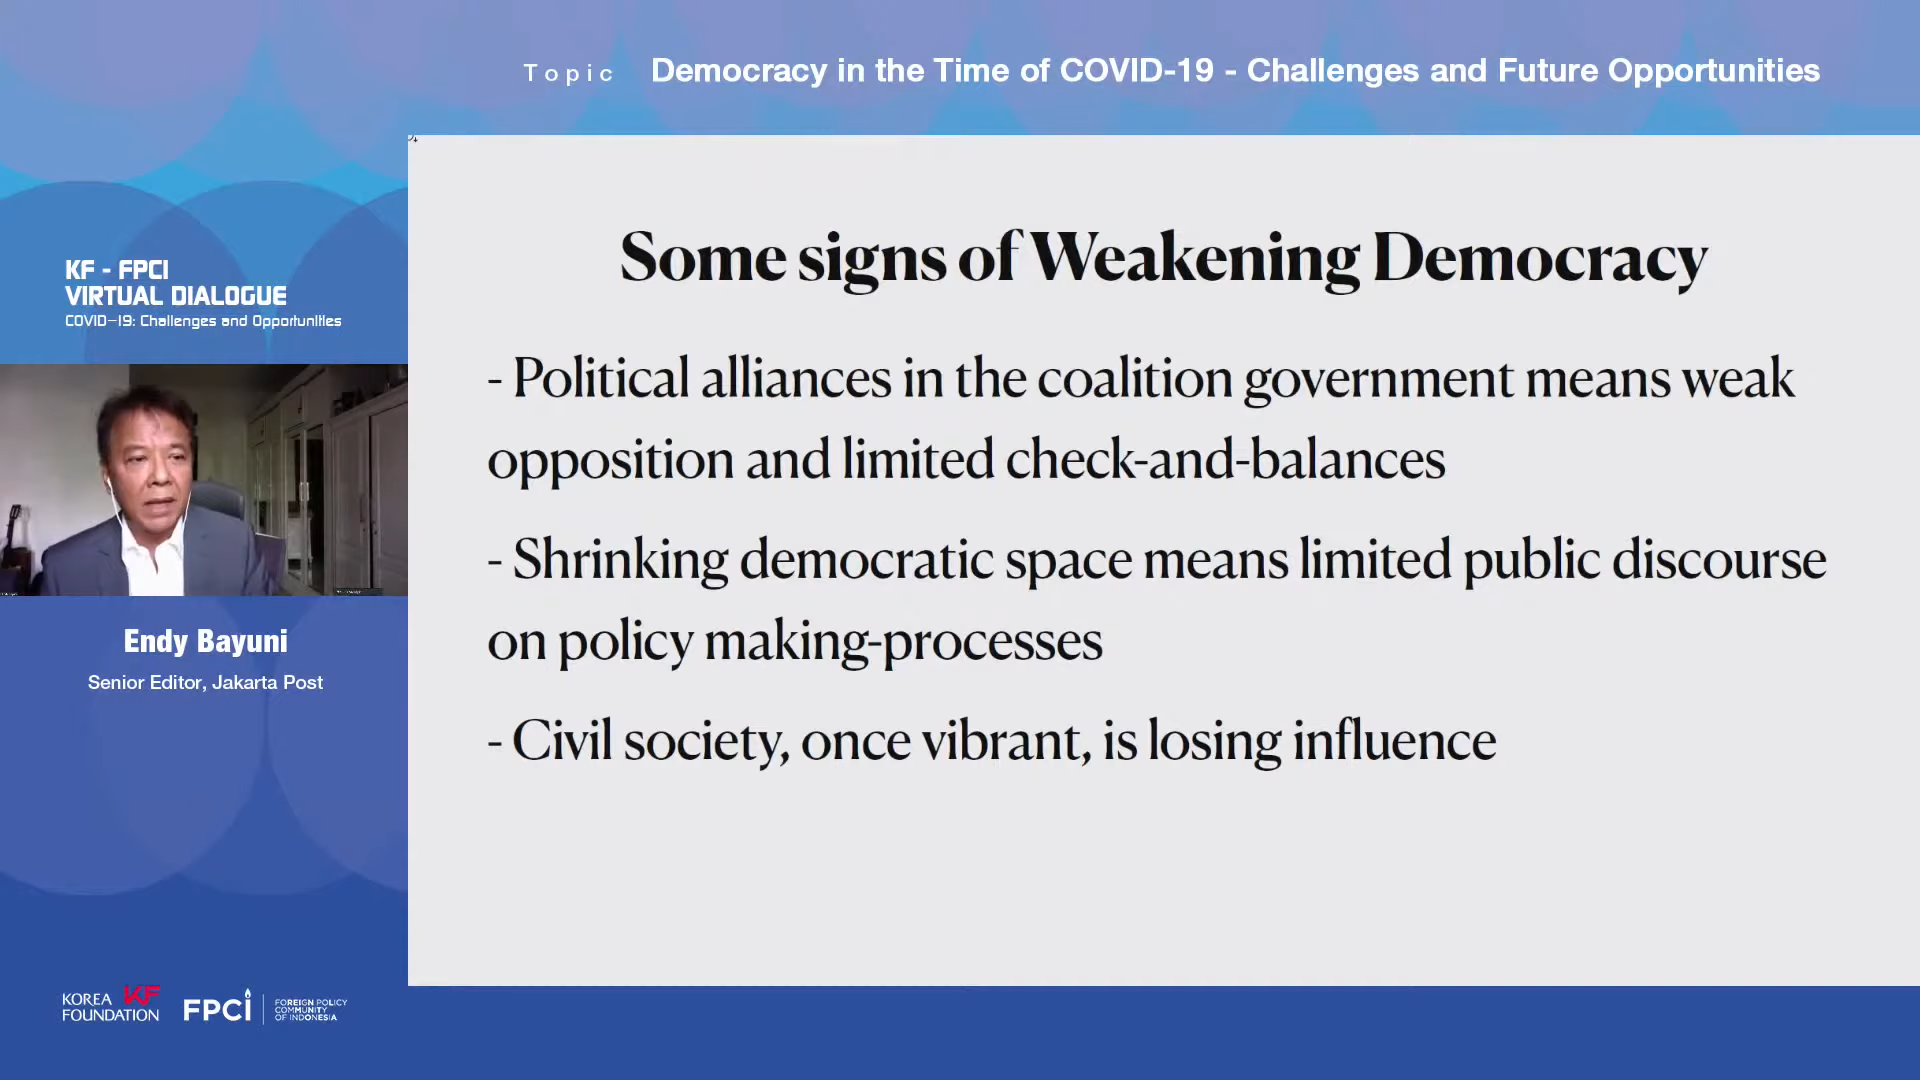 Topic Democracy in the Time of COVID-19 - Challenges and Future Opportunities
KF - FPCI
VIRTUAL DIALOGUE
COVID-19: Challenges and Opportunities
Endy Bayuni
Senior Editor, Jakarta Post
Some signs of Weakening Democracy
- Political alliances in the coalition government means weak
opposition and limited check-and-balances
- Shrinking democratic space means limited public discourse
on policy making-processes
- Civil society, once vibrant, is losing influence
KOREA KF
FOUNDATION
FPCI
FOREIGN POLICY
COMMUNITY
OF INDONESIA